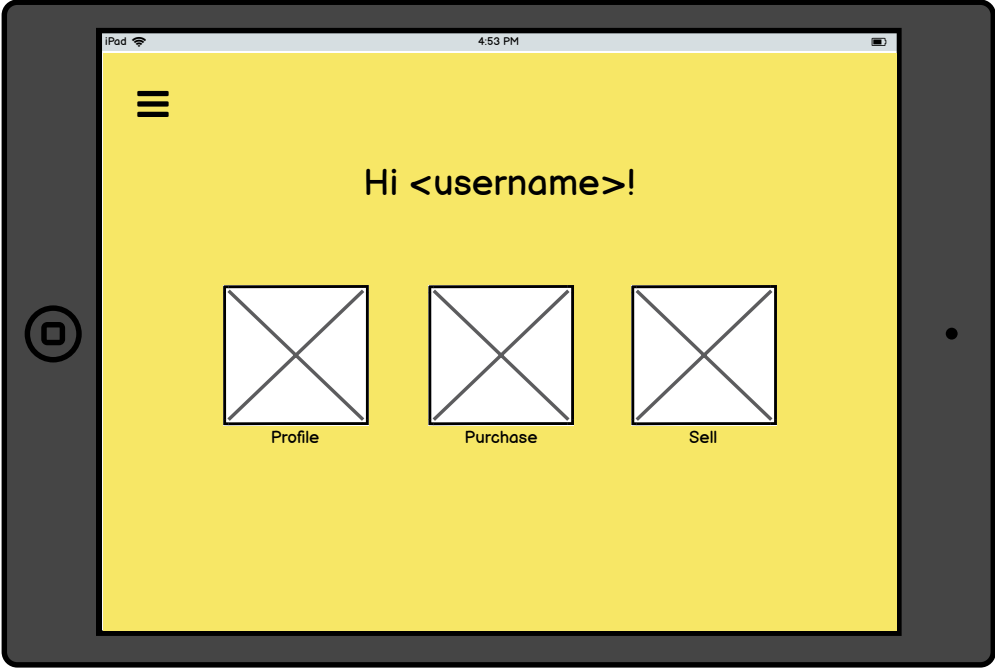 iPad
4:53 PM
Hi <username>!
Profile
Purchase
Sell